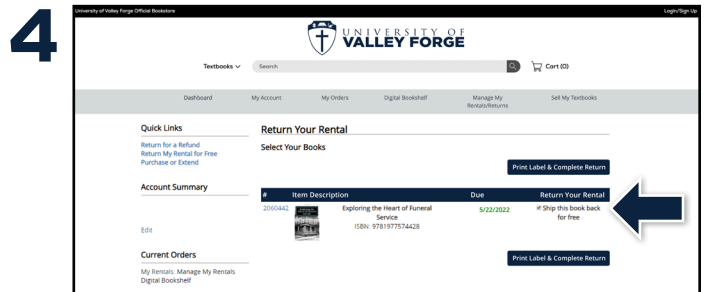 4
University of Valley Forge Official Bookstore
Login/Sign Up
UNIVERSITY OF
VALLEY FORGE
Textbooks
Search
Cart (0)
Dashboard
My Account
My Orders
Digital Bookshelf
Manage My
Rentals/Returns
Sell My Textbooks
Quick Links
Return for a Refund
Return My Rental for Free
Purchase or Extend
Account Summary
Edit
Current Orders
My Rentals: Manage My Rentals
Digital Bookshelf
Return Your Rental
Select Your Books
Print Label & Complete Return
# Item Description Due Return Your Rental
2060442 Exploring the Heart of Funeral
Service
ISBN: 9781977574428
5/22/2022
Ship this book back
for free
Print Label & Complete Return